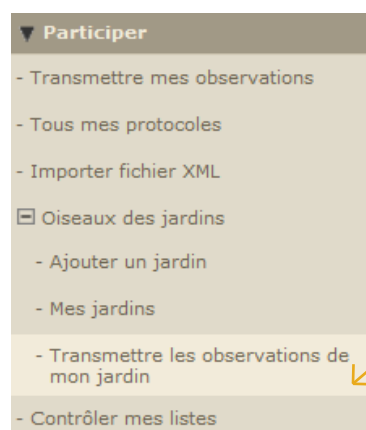 ▼ Participer
- Transmettre mes observations
- Tous mes protocoles
- Importer fichier XML
Oiseaux des jardins
- Ajouter un jardin
- Mes jardins
- Transmettre les observations de
mon jardin
- Contrôler mes listes